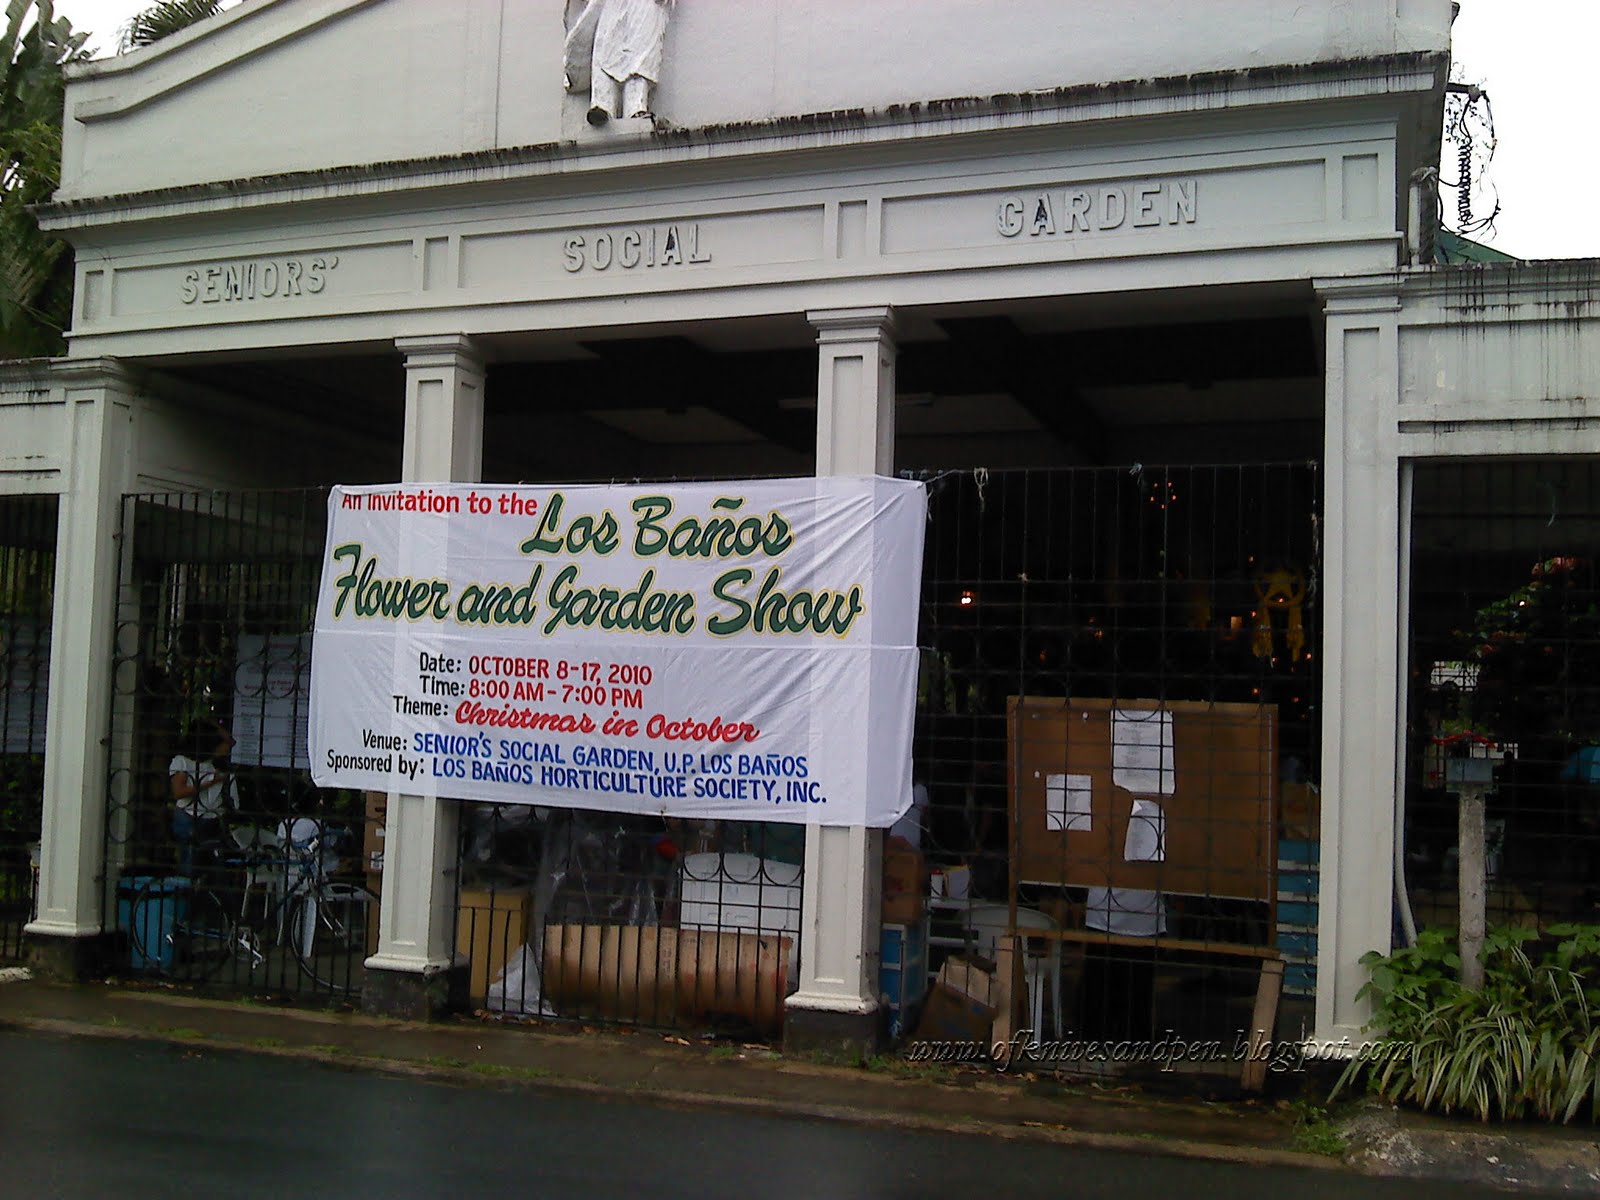 SENIORS' SOCIAL GARDEN
An Invitation to the Los Baños
Flower and Garden Show
Date: OCTOBER 8-17, 2010
Time: 8:00 AM - 7:00 PM
Theme: Christmas in October
Venue: SENIOR'S SOCIAL GARDEN, U.P. LOS BAÑOS
Sponsored by: LOS BAÑOS HORTICULTURE SOCIETY, INC.
www.ofknivesandpen.blogspot.com